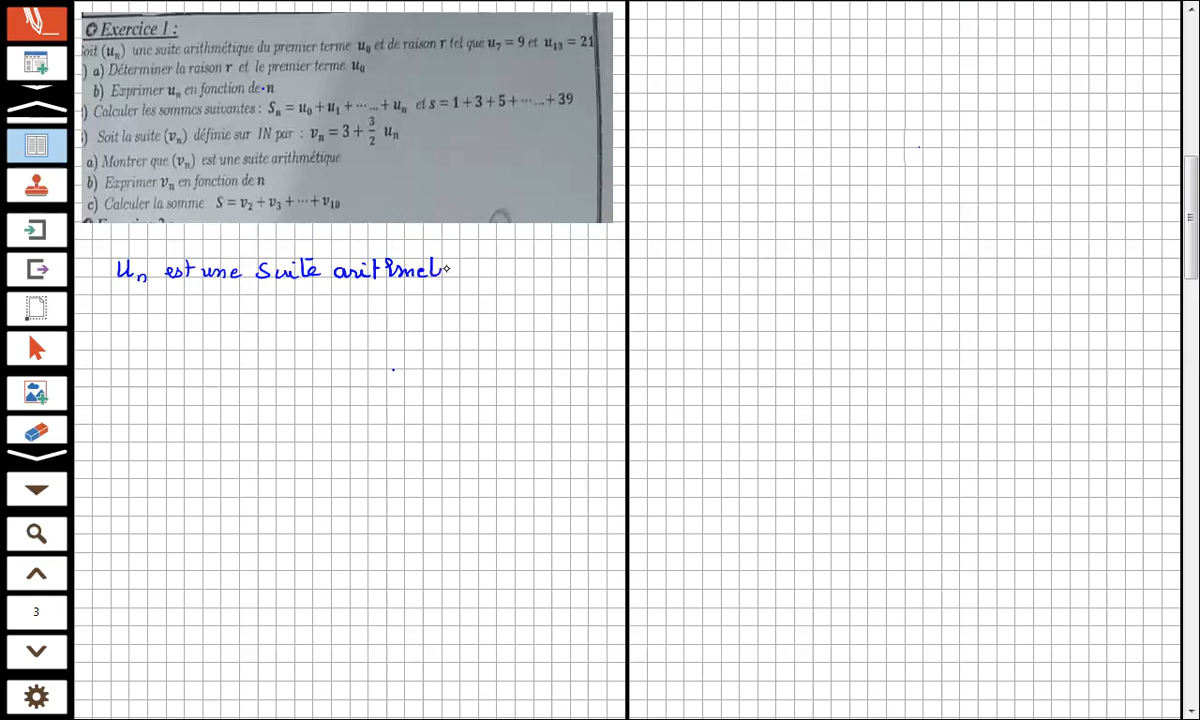 ✪ Exercice 1 :
Soit (uₙ) une suite arithmétique du premier terme u₀ et de raison r tel que u₇ = 9 et u₁₃ = 21
) a) Déterminer la raison r et le premier terme u₀
b) Exprimer uₙ en fonction de n
) Calculer les sommes suivantes : Sₙ = u₀ + u₁ + ⋯ … + uₙ et s = 1 + 3 + 5 + ⋯ … + 39
) Soit la suite (vₙ) définie sur IN par : vₙ = 3 + 3/2 uₙ
a) Montrer que (vₙ) est une suite arithmétique
b) Exprimer vₙ en fonction de n
c) Calculer la somme S = v₂ + v₃ + ⋯ + v₁₀
Uₙ est une suite arithmet
3